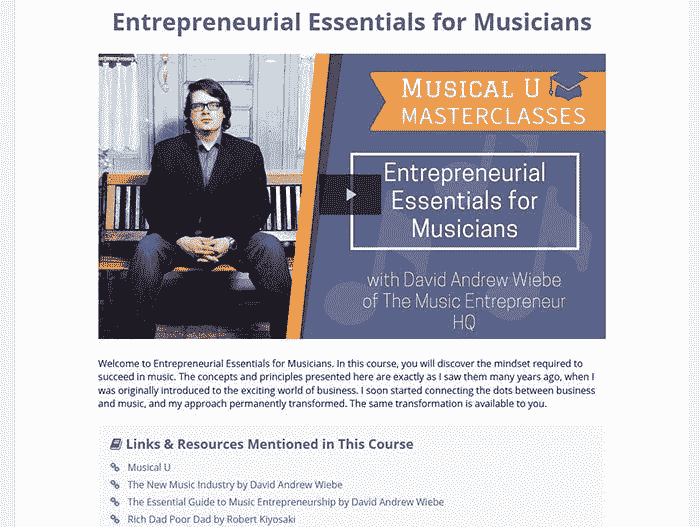 Entrepreneurial Essentials for Musicians
MUSICAL U
MASTERCLASSES
Entrepreneurial
Essentials for
Musicians
with David Andrew Wiebe
of The Music Entrepreneur
HQ
Welcome to Entrepreneurial Essentials for Musicians. In this course, you will discover the mindset required to
succeed in music. The concepts and principles presented here are exactly as I saw them many years ago, when I
was originally introduced to the exciting world of business. I soon started connecting the dots between business
and music, and my approach permanently transformed. The same transformation is available to you.
Links & Resources Mentioned in This Course
Musical U
The New Music Industry by David Andrew Wiebe
The Essential Guide to Music Entrepreneurship by David Andrew Wiebe
Rich Dad Poor Dad by Robert Kiyosaki